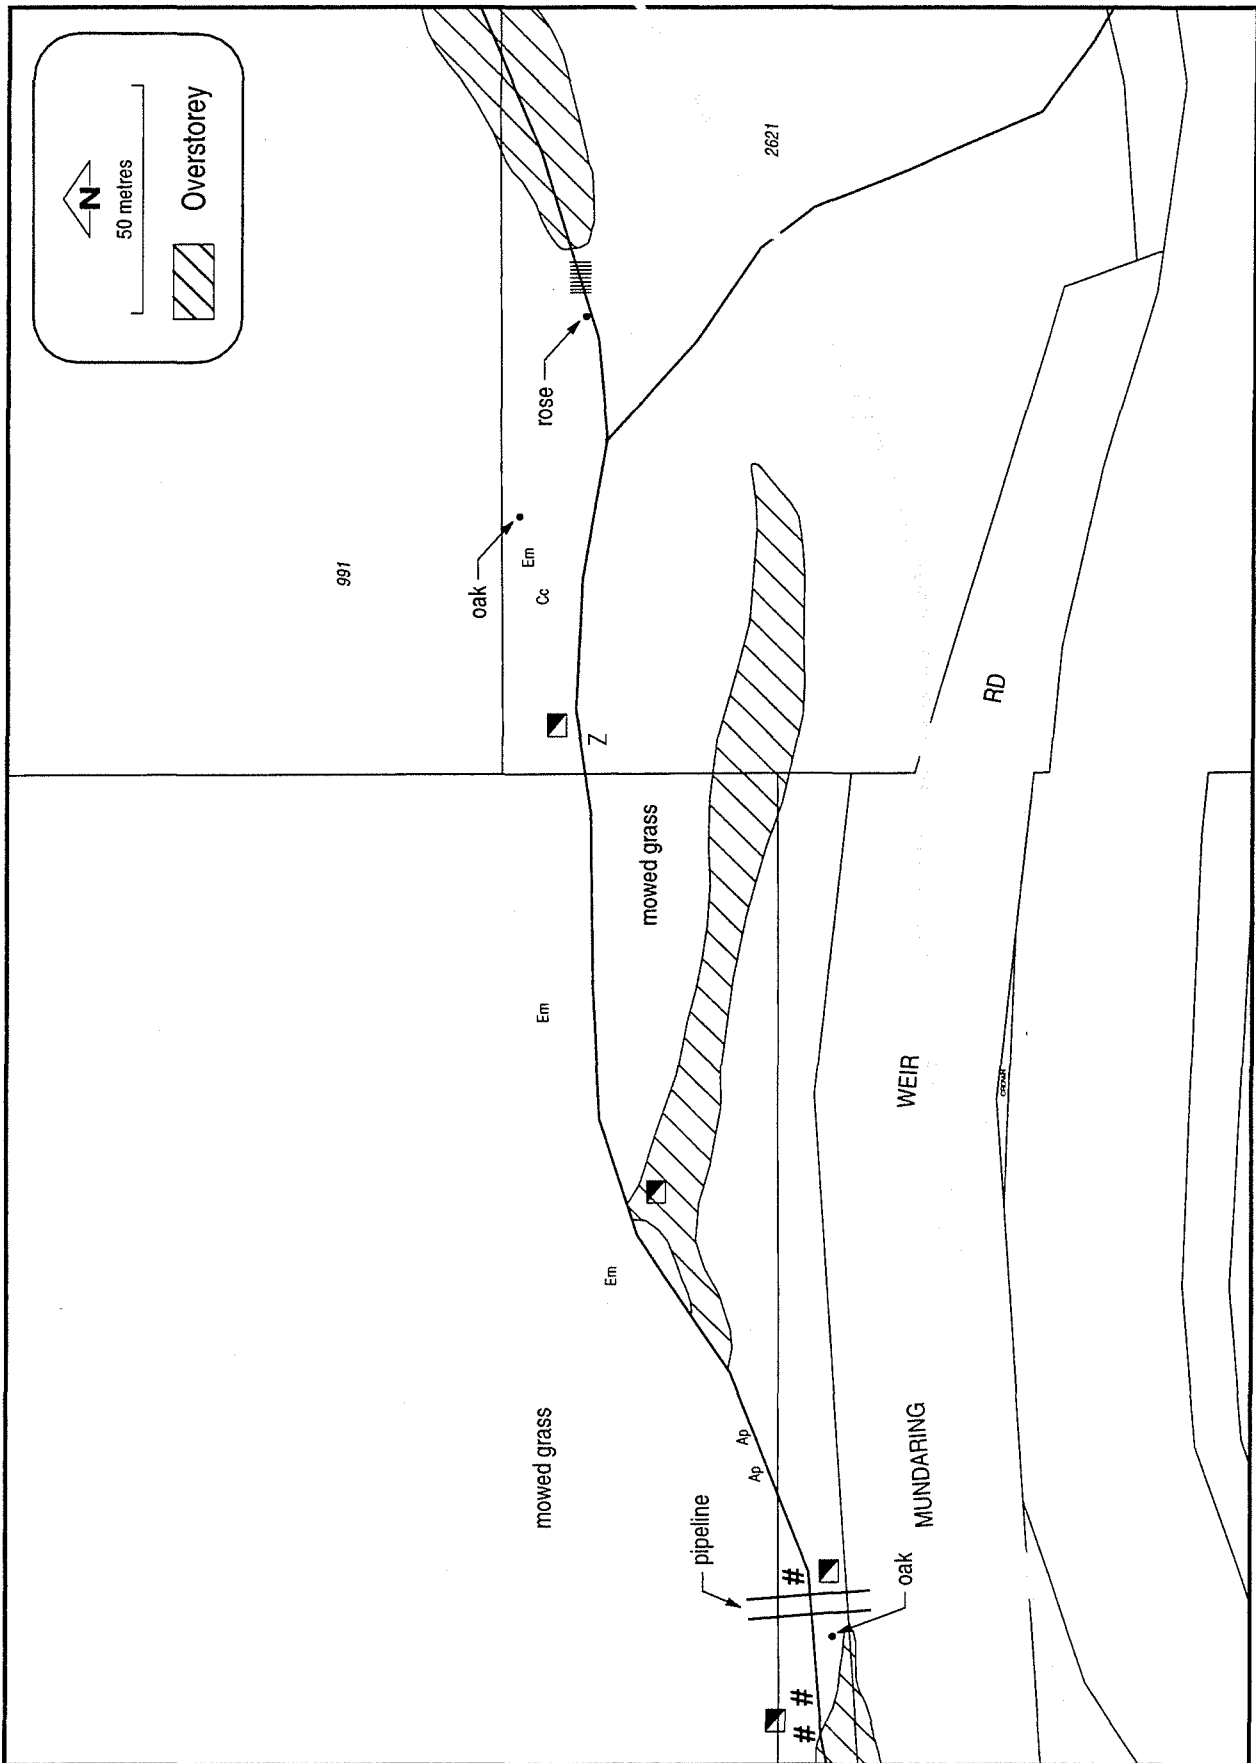 N
50 metres
Overstorey
2621
rose
oak
991
Em
Cc
Z
RD
mowed grass
Em
WEIR
CROWN
Em
mowed grass
Ap
Ap
MUNDARING
pipeline
#
oak
#
#